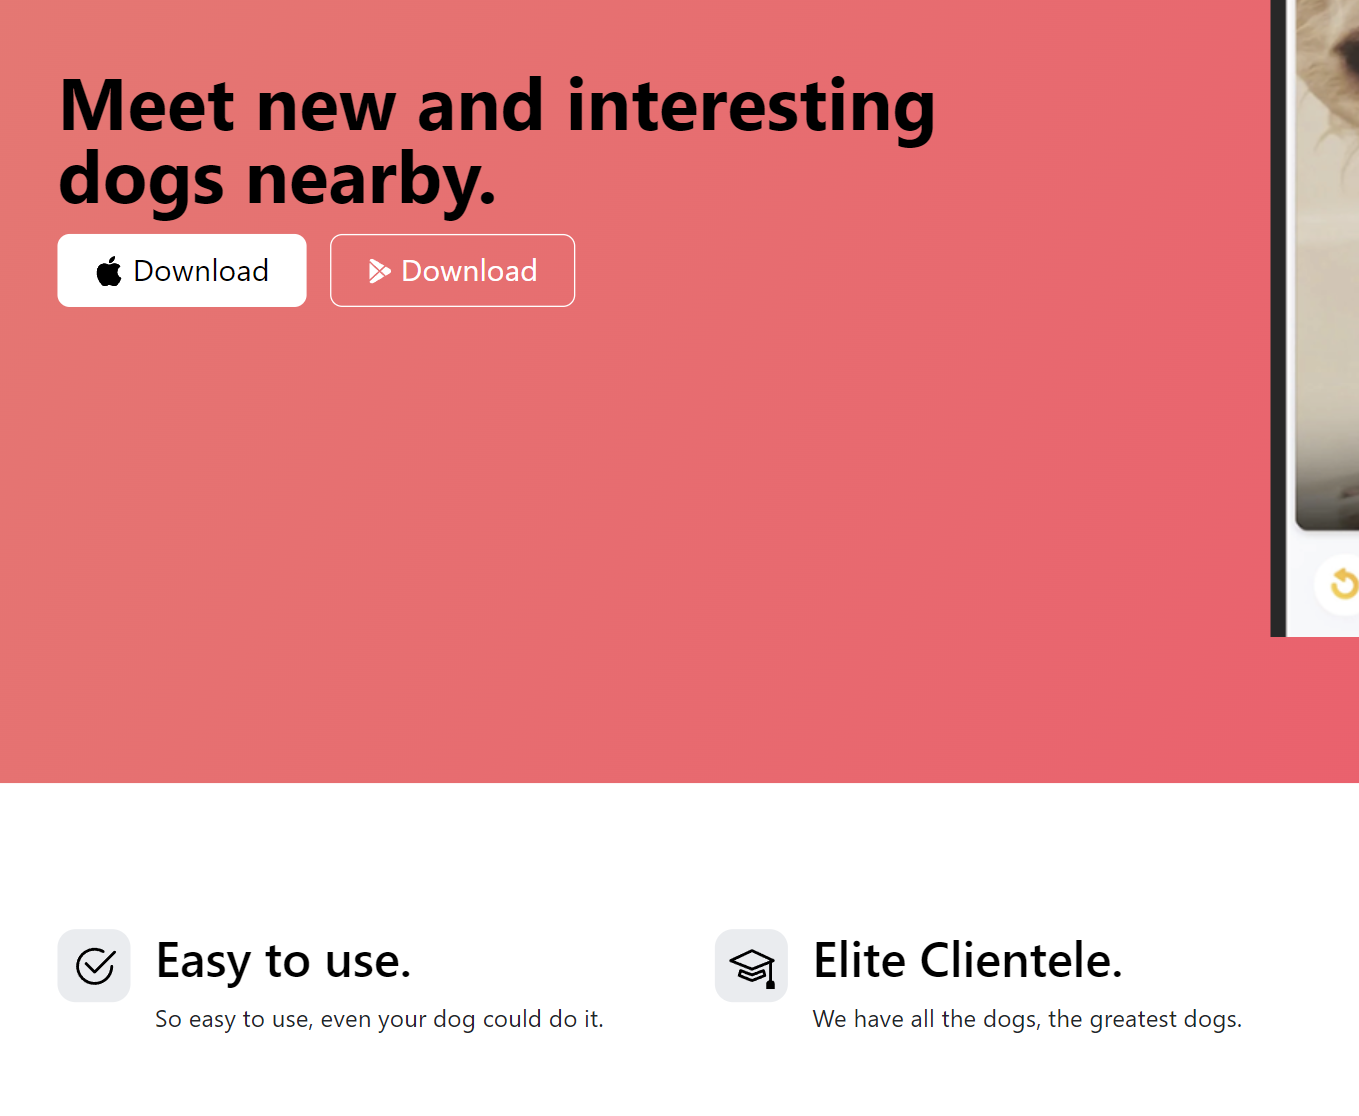 Meet new and interesting
dogs nearby.
Download
Download
Easy to use.
So easy to use, even your dog could do it.
Elite Clientele.
We have all the dogs, the greatest dogs.